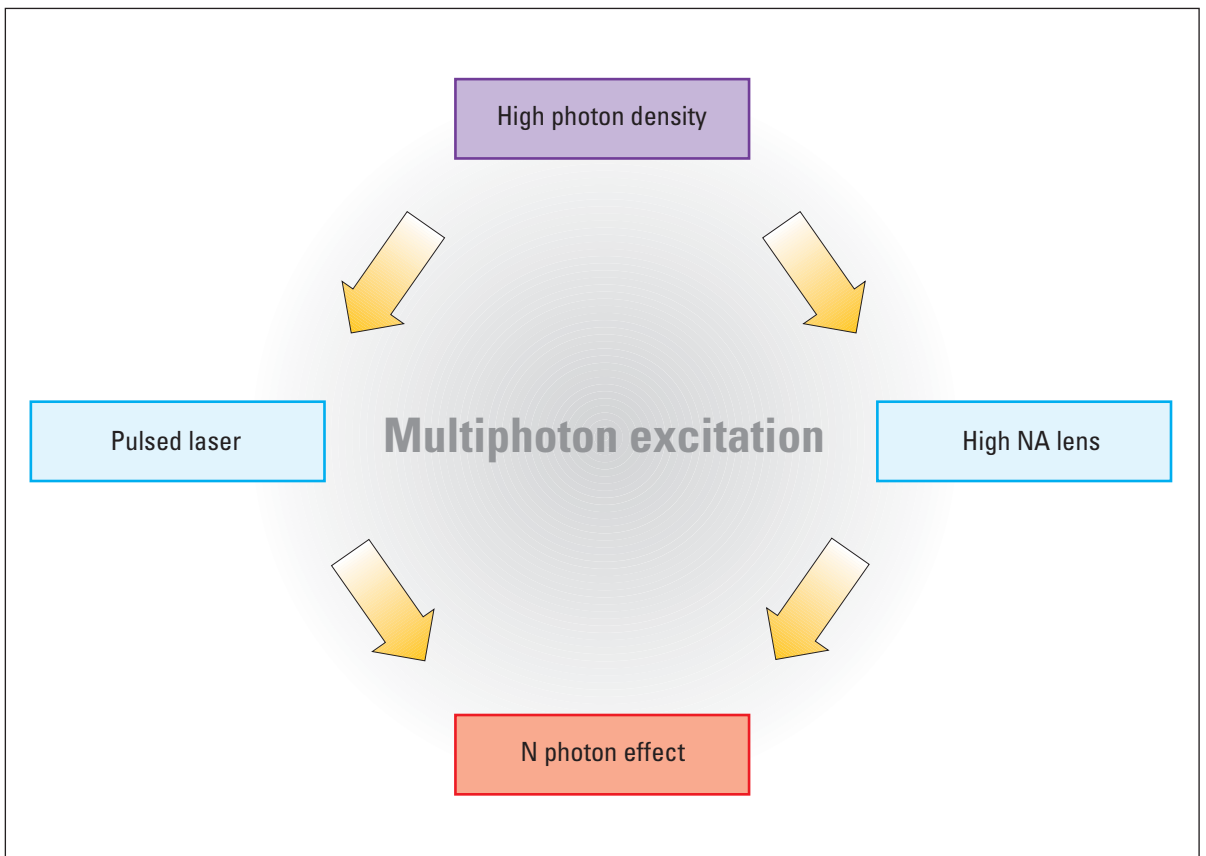 High photon density
Pulsed laser
Multiphoton excitation
High NA lens
N photon effect